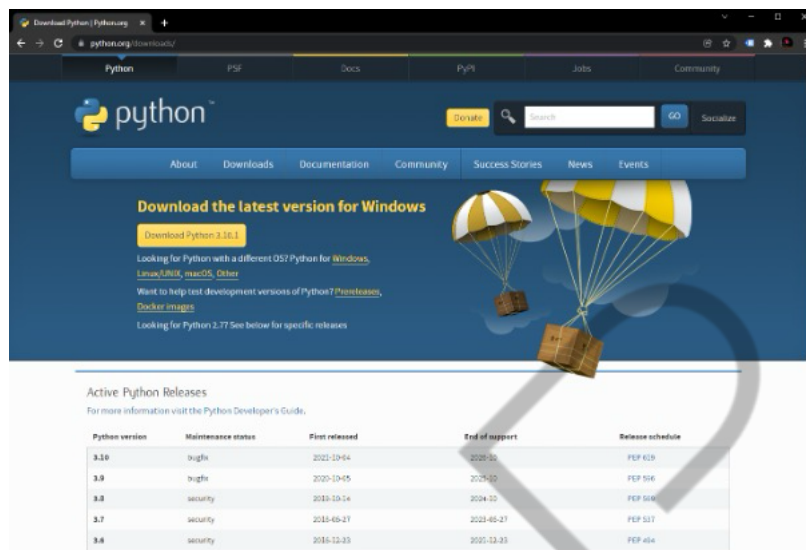 Download Python | Python.org
python.org/downloads/
Python PSF Docs PyPI Jobs Community
python™
Donate Search GO Socialize
About Downloads Documentation Community Success Stories News Events
Download the latest version for Windows
Download Python 3.10.1
Looking for Python with a different OS? Python for Windows,
Linux/UNIX, macOS, Other
Want to help test development versions of Python? Prereleases,
Docker images
Looking for Python 2.7? See below for specific releases
Active Python Releases
For more information visit the Python Developer's Guide.
Python version Maintenance status First released End of support Release schedule
3.10 bugfix 2021-10-04 2026-10 PEP 619
3.9 bugfix 2020-10-05 2025-10 PEP 596
3.8 security 2019-10-14 2024-10 PEP 569
3.7 security 2018-06-27 2023-06-27 PEP 537
3.6 security 2016-12-23 2021-12-23 PEP 494